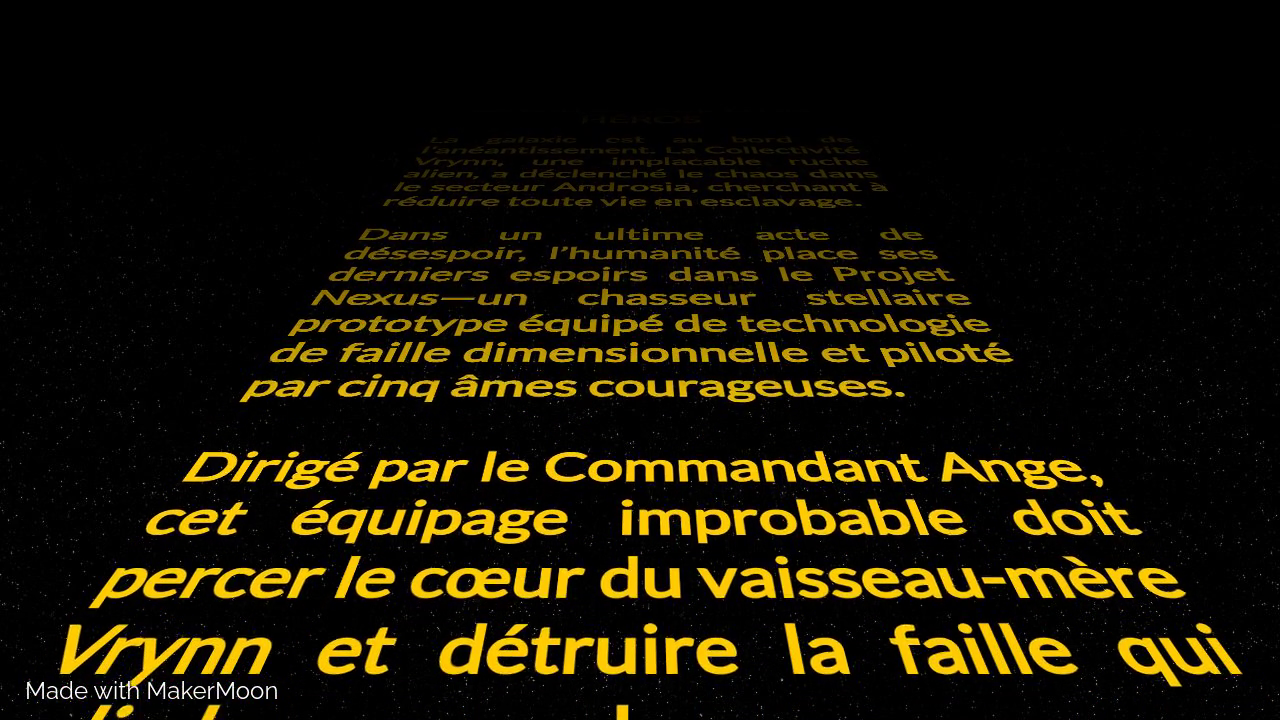 HÉROS
La galaxie est au bord de
l'anéantissement. La Collectivité
Vrynn, une implacable ruche
alien, a déclenché le chaos dans
le secteur Androsia, cherchant à
réduire toute vie en esclavage.
Dans un ultime acte de
désespoir, l'humanité place ses
derniers espoirs dans le Projet
Nexus—un chasseur stellaire
prototype équipé de technologie
de faille dimensionnelle et piloté
par cinq âmes courageuses.
Dirigé par le Commandant Ange,
cet équipage improbable doit
percer le cœur du vaisseau-mère
Vrynn et détruire la faille qui
Made with MakerMoon